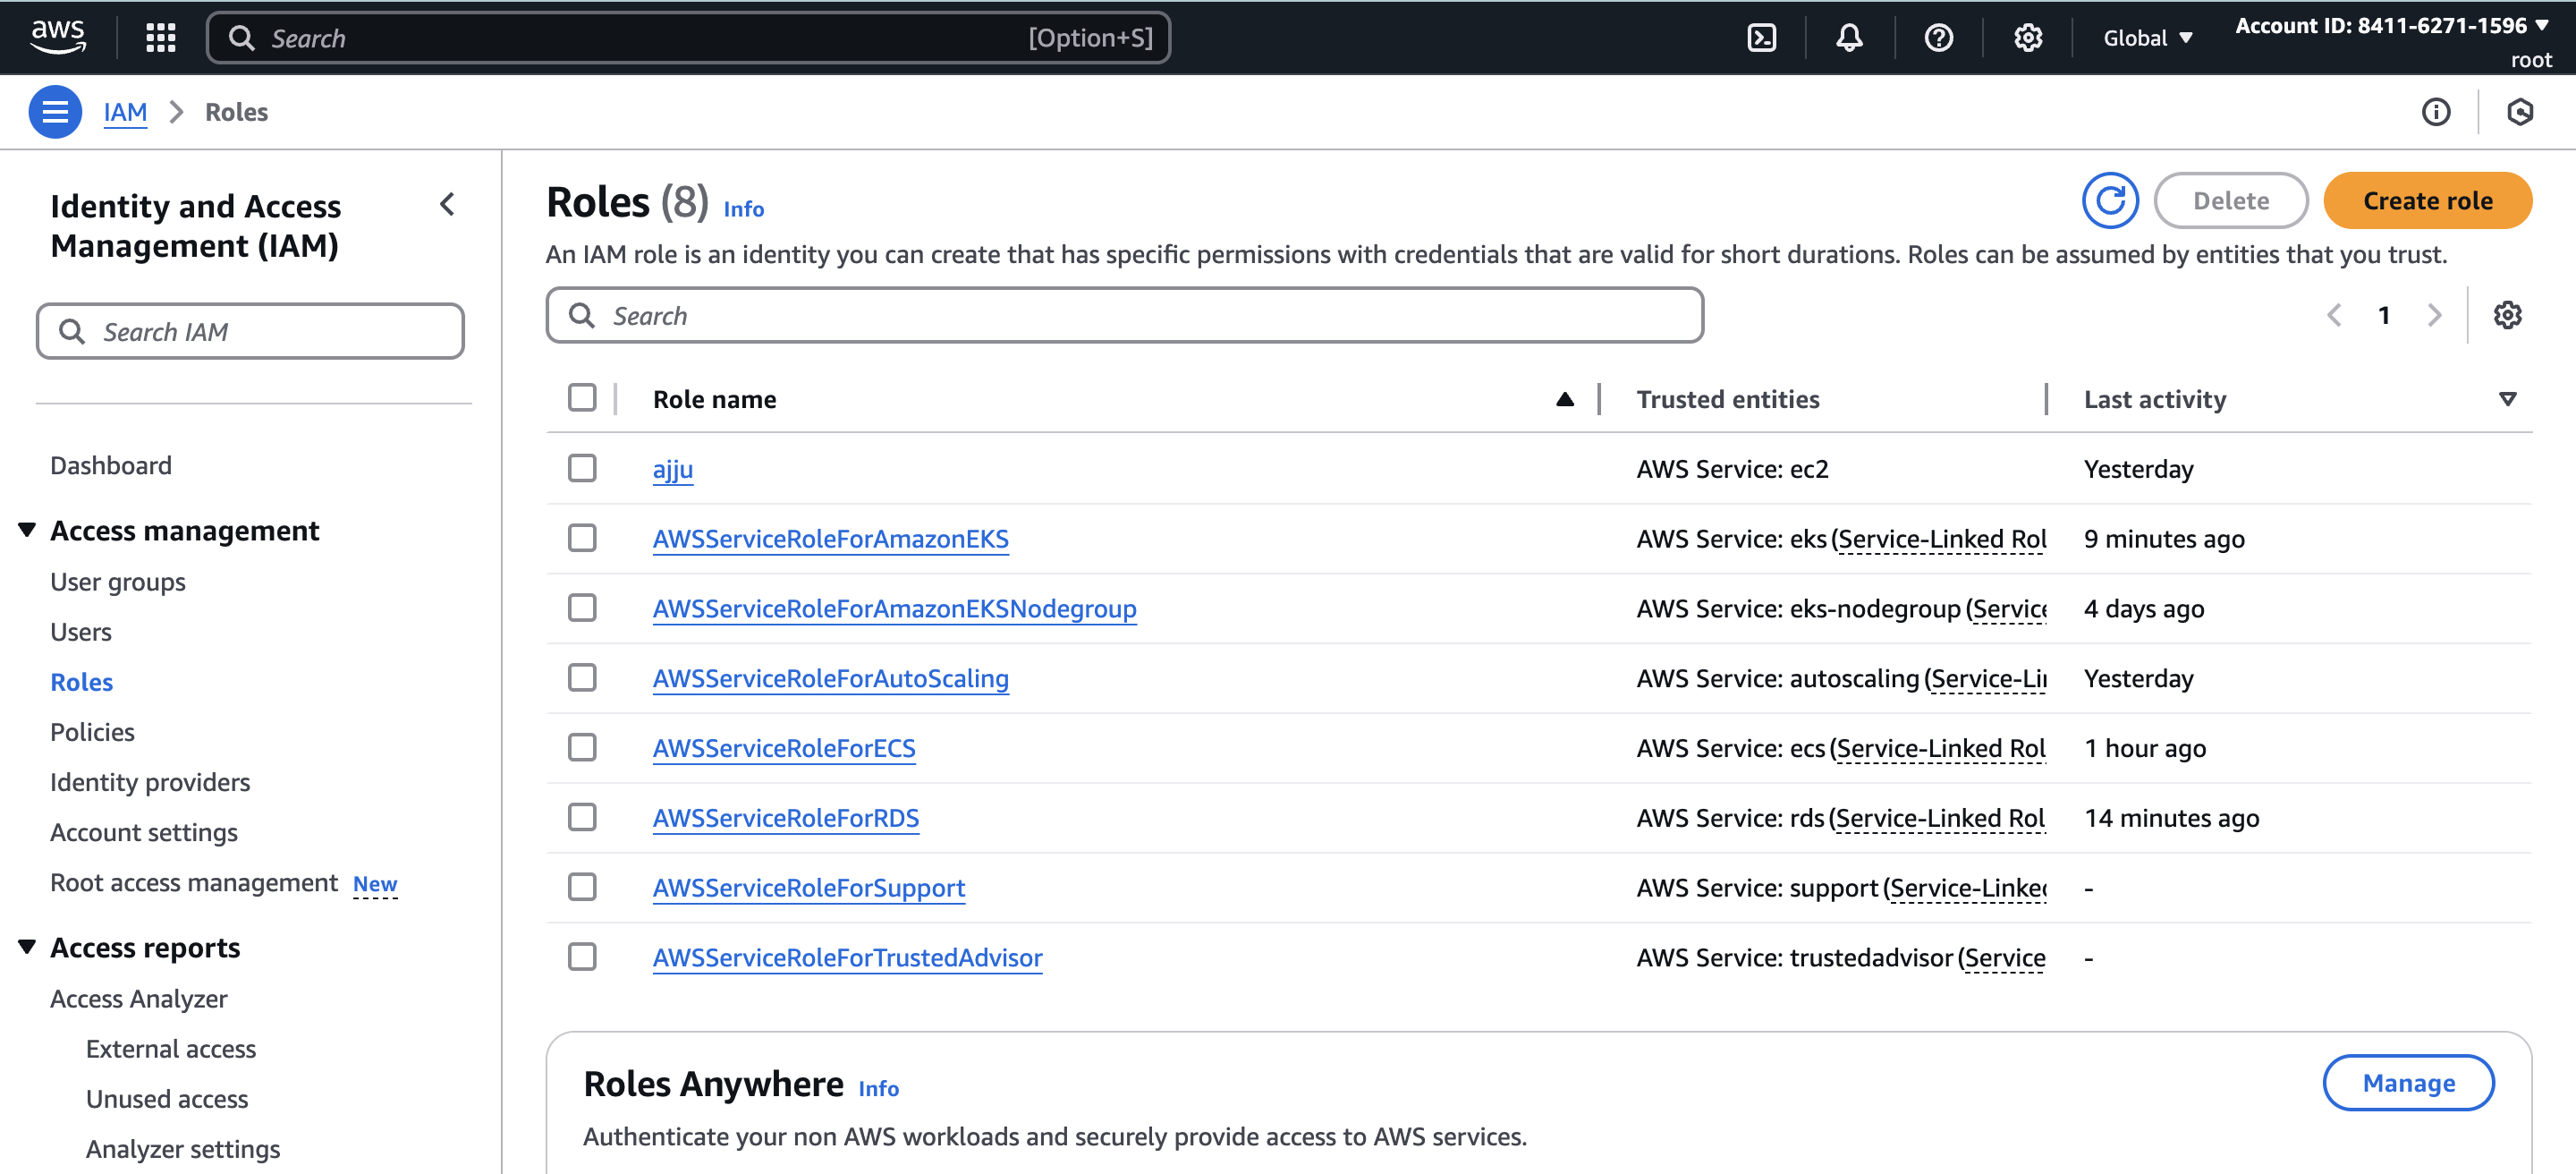 aws
Search [Option+S]
Global
Account ID: 8411-6271-1596
root
IAM > Roles
Identity and Access
Management (IAM)
Search IAM
Dashboard
Access management
User groups
Users
Roles
Policies
Identity providers
Account settings
Root access management New
Access reports
Access Analyzer
External access
Unused access
Analyzer settings
Roles (8) Info
Delete
Create role
An IAM role is an identity you can create that has specific permissions with credentials that are valid for short durations. Roles can be assumed by entities that you trust.
Search
1
Role name Trusted entities Last activity
ajju AWS Service: ec2 Yesterday
AWSServiceRoleForAmazonEKS AWS Service: eks (Service-Linked Rol 9 minutes ago
AWSServiceRoleForAmazonEKSNodegroup AWS Service: eks-nodegroup (Service 4 days ago
AWSServiceRoleForAutoScaling AWS Service: autoscaling (Service-Li Yesterday
AWSServiceRoleForECS AWS Service: ecs (Service-Linked Rol 1 hour ago
AWSServiceRoleForRDS AWS Service: rds (Service-Linked Rol 14 minutes ago
AWSServiceRoleForSupport AWS Service: support (Service-Linked -
AWSServiceRoleForTrustedAdvisor AWS Service: trustedadvisor (Service -
Roles Anywhere Info
Manage
Authenticate your non AWS workloads and securely provide access to AWS services.